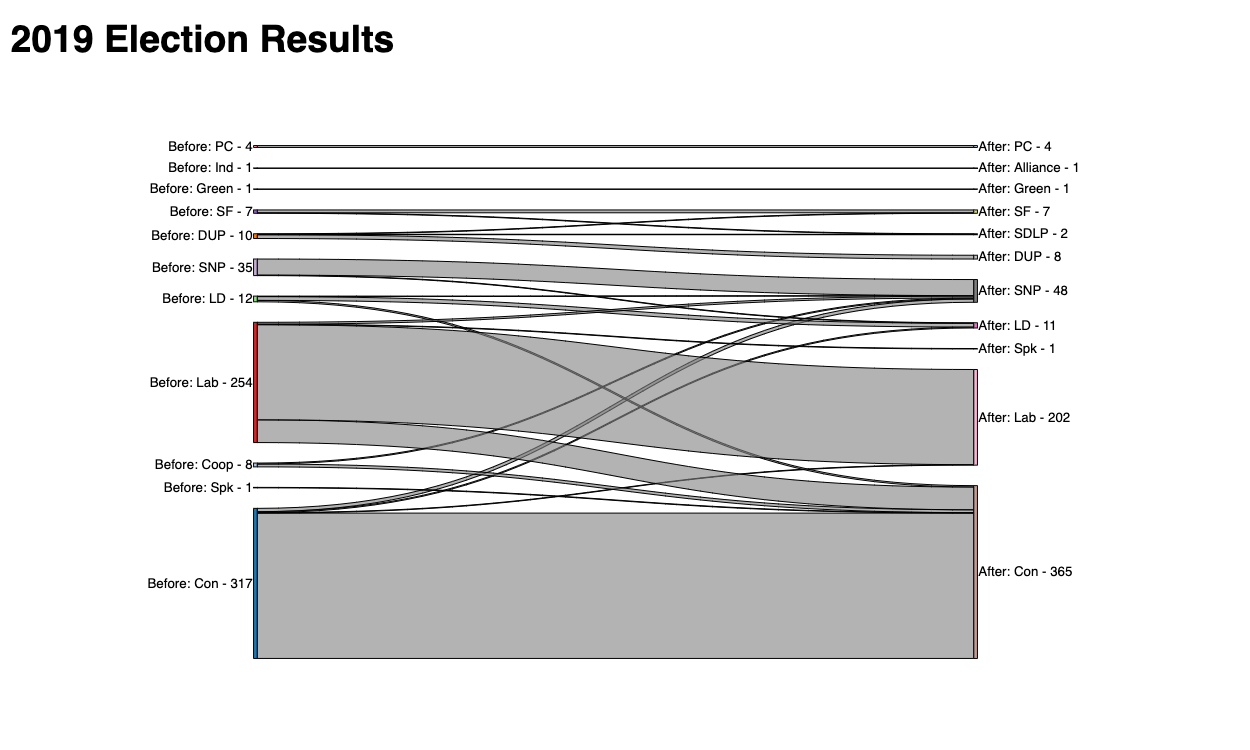 2019 Election Results
Before: PC - 4
After: PC - 4
Before: Ind - 1
After: Alliance - 1
Before: Green - 1
After: Green - 1
Before: SF - 7
After: SF - 7
Before: DUP - 10
After: SDLP - 2
After: DUP - 8
Before: SNP - 35
After: SNP - 48
Before: LD - 12
After: LD - 11
After: Spk - 1
Before: Lab - 254
After: Lab - 202
Before: Coop - 8
Before: Spk - 1
After: Con - 365
Before: Con - 317